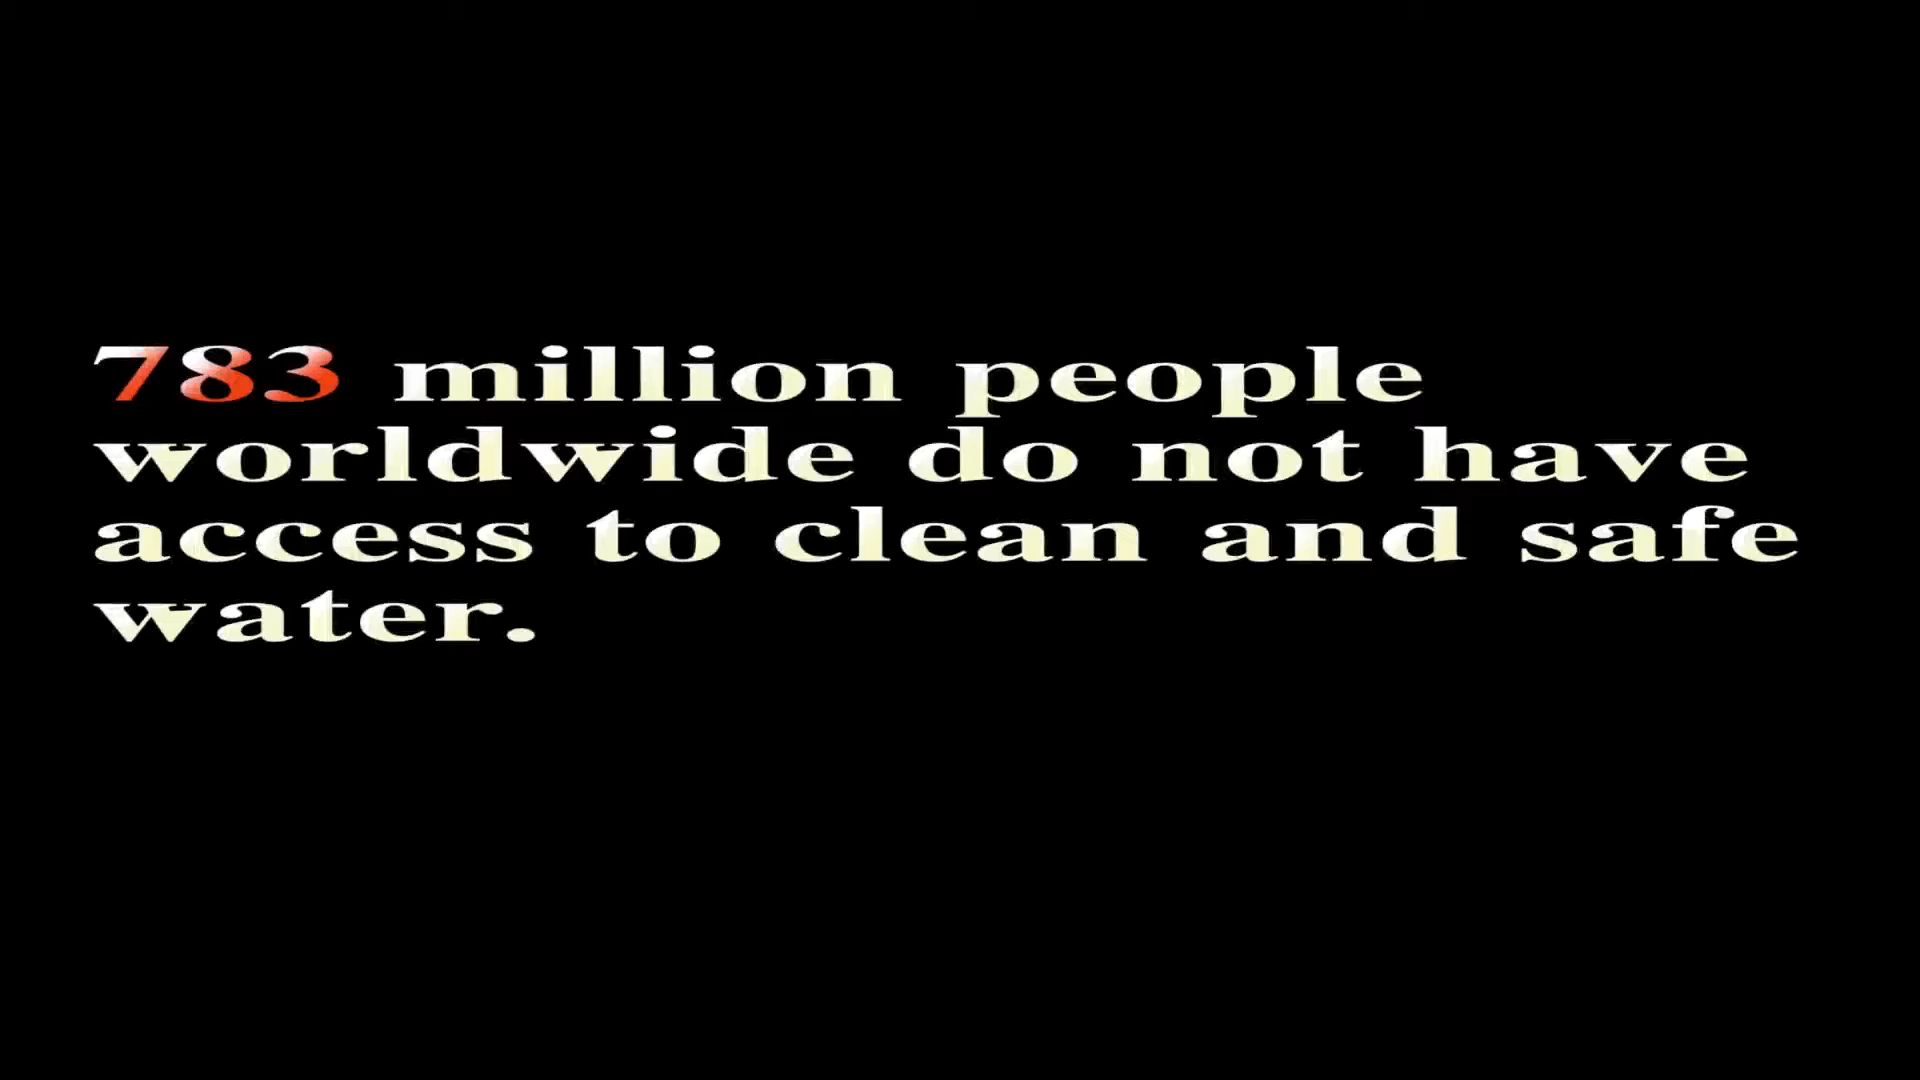 783 million people
worldwide do not have
access to clean and safe
water.